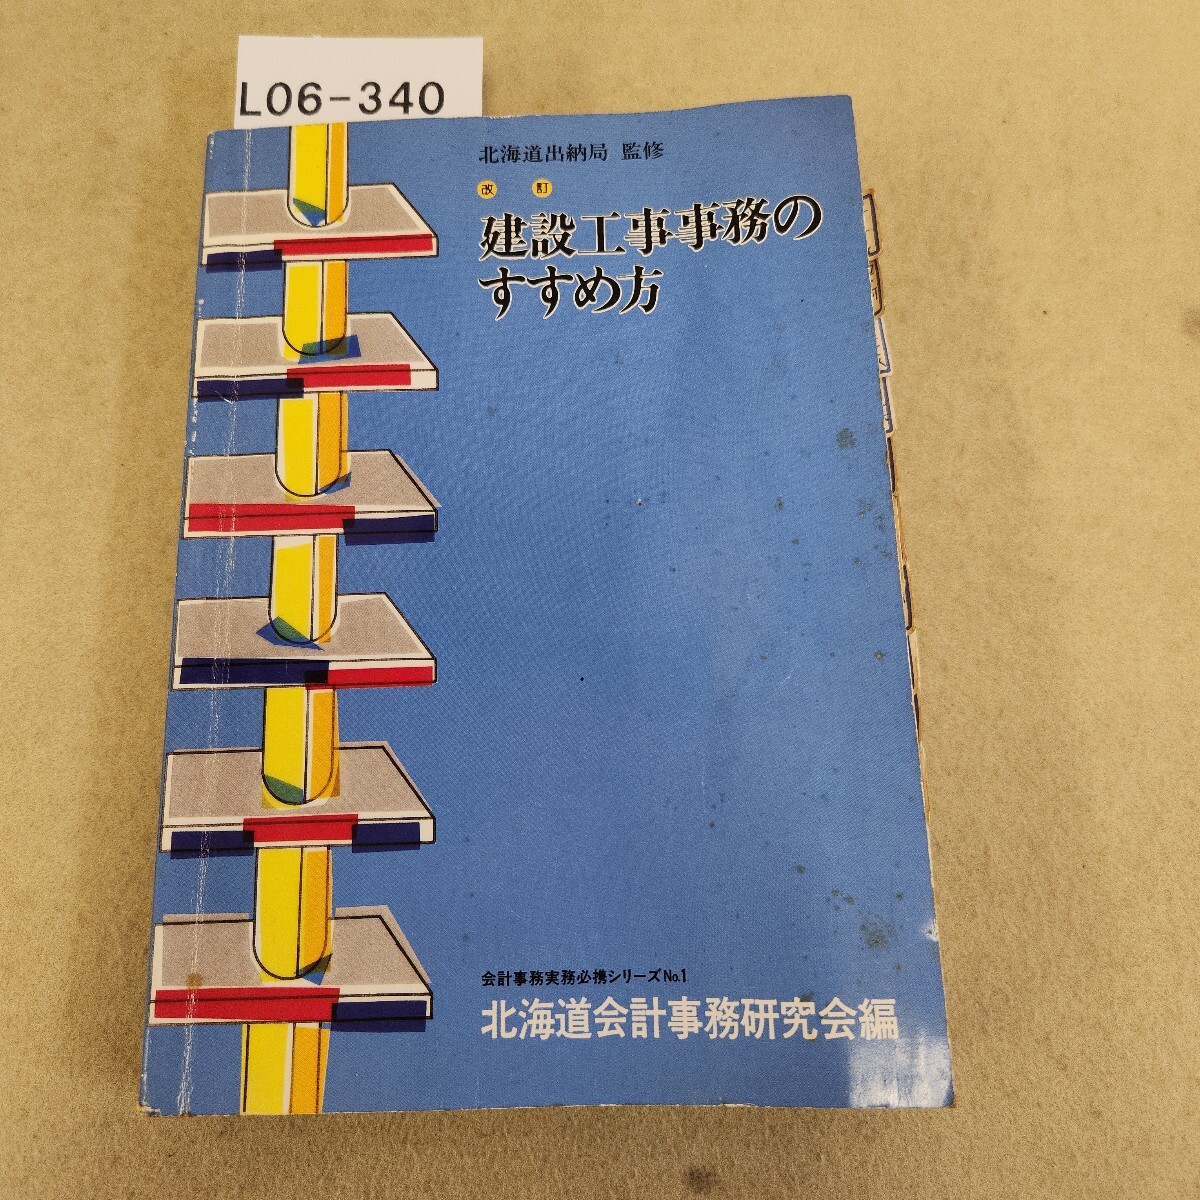 L06-340
北海道出納局 監修
改 訂
建設工事事務の
すすめ方
会計事務実務必携シリーズNo.1
北海道会計事務研究会編